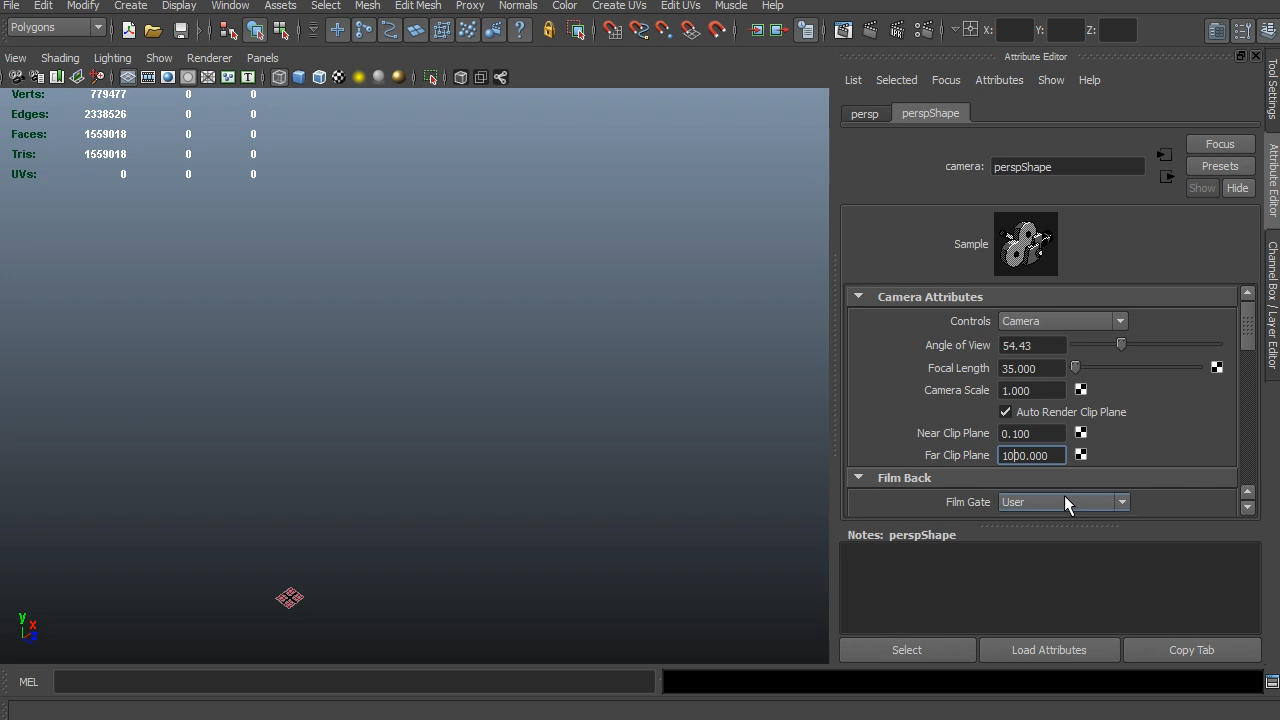 File Edit Modify Create Display Window Assets Select Mesh Edit Mesh Proxy Normals Color Create UVs Edit UVs Muscle Help
Polygons X: Y: Z:
View Shading Lighting Show Renderer Panels
Verts: 779477 0 0
Edges: 2338526 0 0
Faces: 1559018 0 0
Tris: 1559018 0 0
UVs: 0 0 0
y
x
z
MEL
Attribute Editor
List Selected Focus Attributes Show Help
persp perspShape
Focus
camera: perspShape
Presets
Show Hide
Sample
Camera Attributes
Controls Camera
Angle of View 54.43
Focal Length 35.000
Camera Scale 1.000
Auto Render Clip Plane
Near Clip Plane 0.100
Far Clip Plane 1000.000
Film Back
Film Gate User
Notes: perspShape
Select Load Attributes Copy Tab
Tool Settings
Attribute Editor
Channel Box / Layer Editor